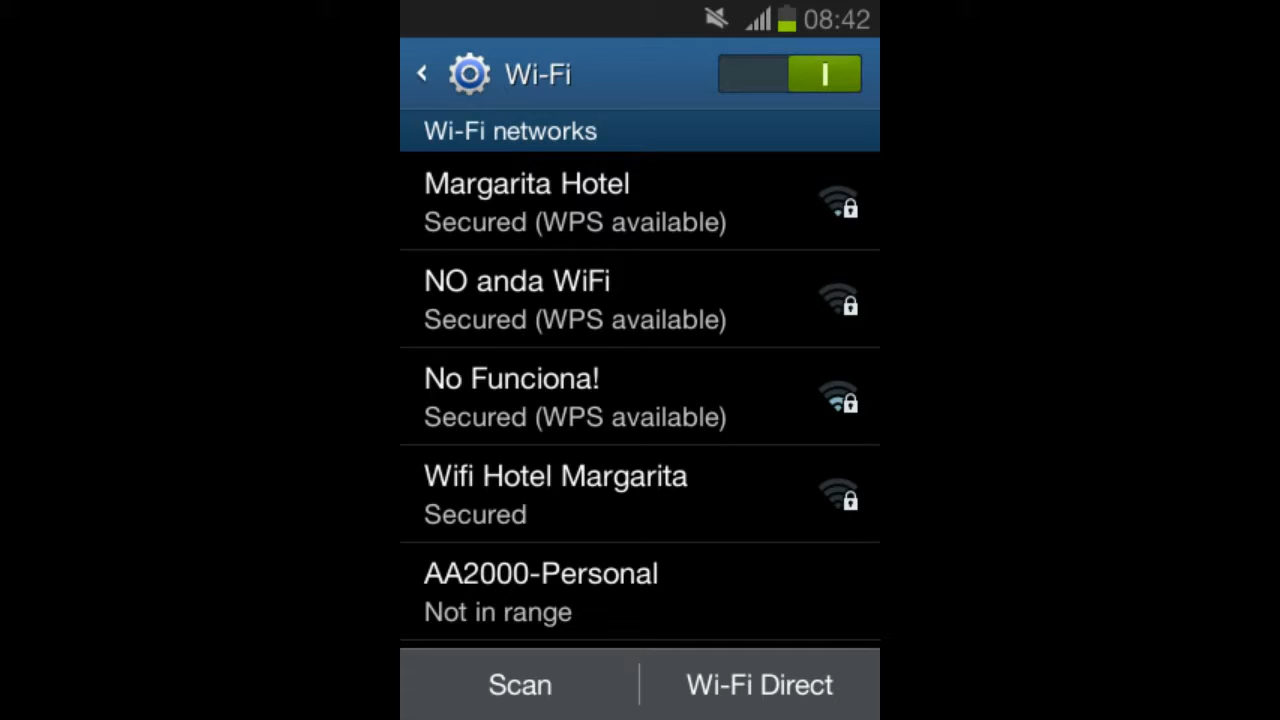 08:42
Wi-Fi
Wi-Fi networks
Margarita Hotel
Secured (WPS available)
NO anda WiFi
Secured (WPS available)
No Funciona!
Secured (WPS available)
Wifi Hotel Margarita
Secured
AA2000-Personal
Not in range
Scan
Wi-Fi Direct